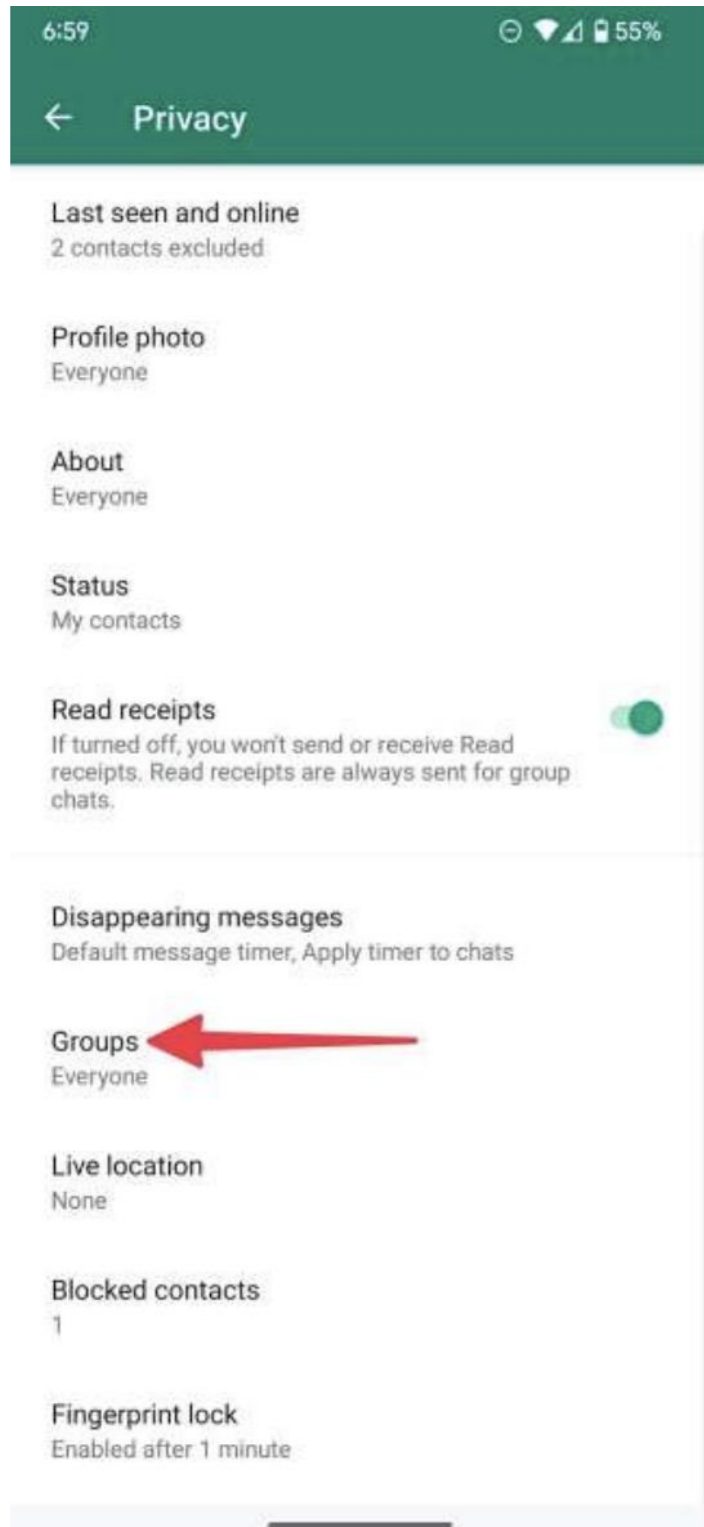 6:59 55%
Privacy
Last seen and online
2 contacts excluded
Profile photo
Everyone
About
Everyone
Status
My contacts
Read receipts
If turned off, you won't send or receive Read
receipts. Read receipts are always sent for group
chats.
Disappearing messages
Default message timer, Apply timer to chats
Groups
Everyone
Live location
None
Blocked contacts
1
Fingerprint lock
Enabled after 1 minute